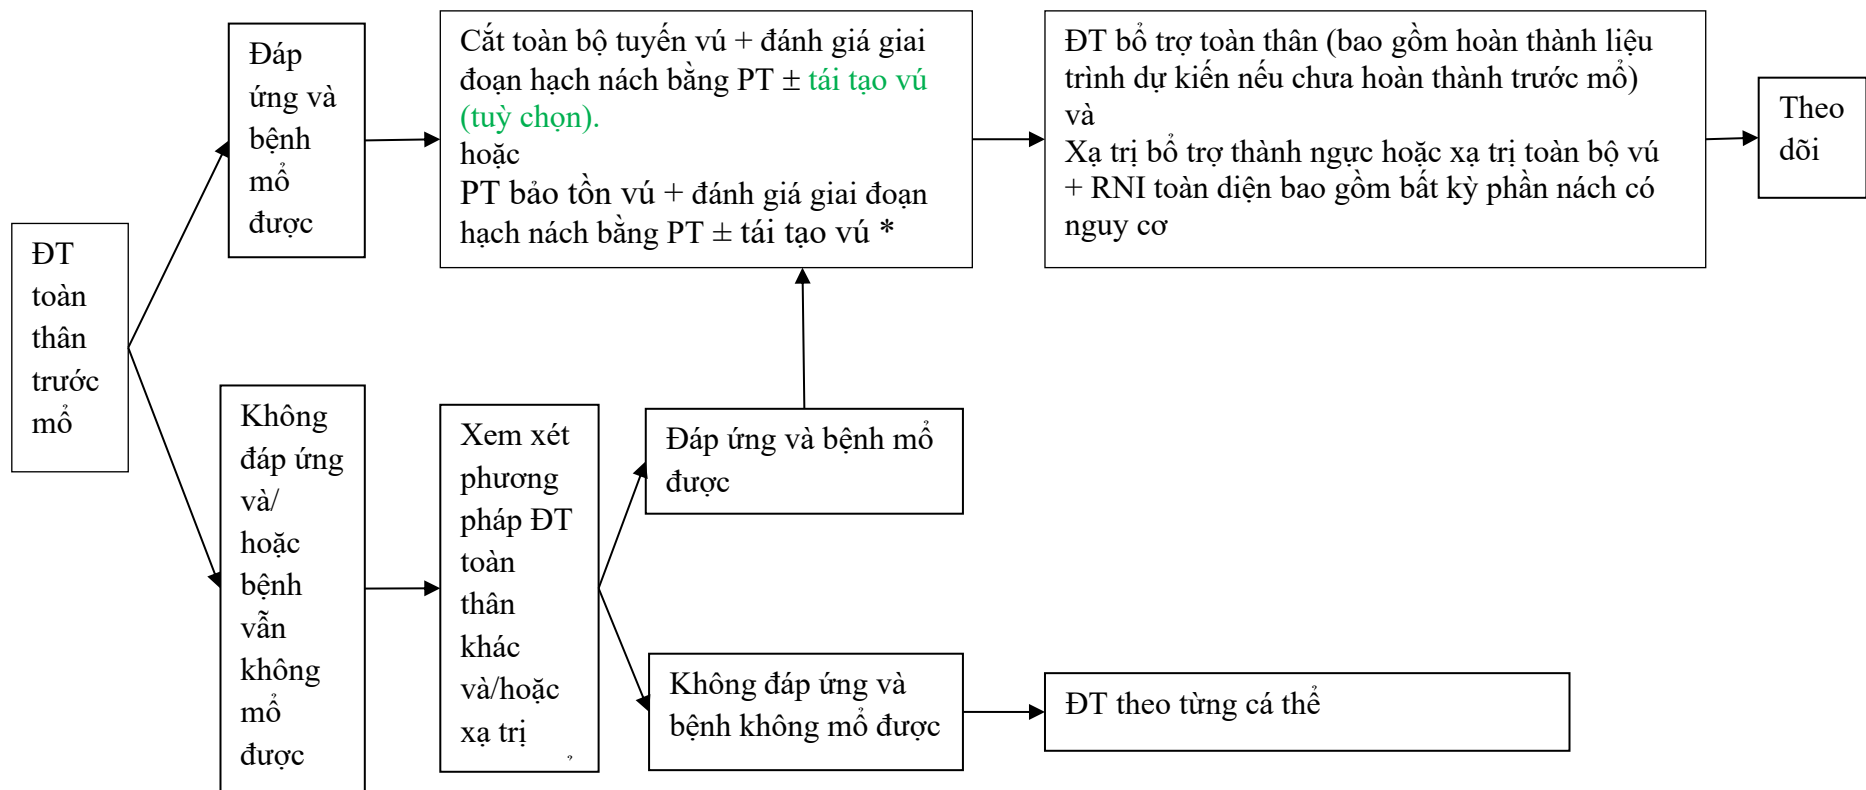 ĐT
toàn
thân
trước
mổ
Đáp
ứng và
bệnh
mổ
được
Cắt toàn bộ tuyến vú + đánh giá giai
đoạn hạch nách bằng PT ± tái tạo vú
(tuỳ chọn).
hoặc
PT bảo tồn vú + đánh giá giai đoạn
hạch nách bằng PT ± tái tạo vú *
ĐT bổ trợ toàn thân (bao gồm hoàn thành liệu
trình dự kiến nếu chưa hoàn thành trước mổ)
và
Xạ trị bổ trợ thành ngực hoặc xạ trị toàn bộ vú
+ RNI toàn diện bao gồm bất kỳ phần nách có
nguy cơ
Theo
dõi
Không
đáp ứng
và/
hoặc
bệnh
vẫn
không
mổ
được
Xem xét
phương
pháp ĐT
toàn
thân
khác
và/hoặc
xạ trị
Đáp ứng và bệnh mổ
được
Không đáp ứng và
bệnh không mổ được
ĐT theo từng cá thể